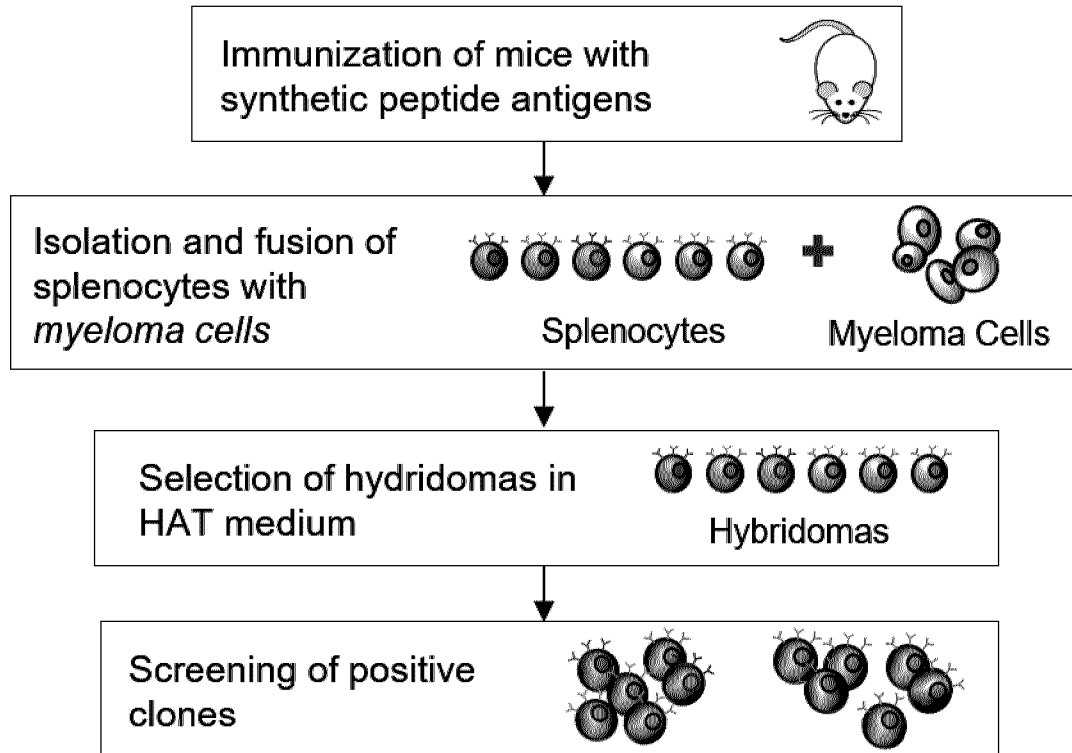 Immunization of mice with
synthetic peptide antigens
Isolation and fusion of
splenocytes with
myeloma cells
Splenocytes
Myeloma Cells
Selection of hydridomas in
HAT medium
Hybridomas
Screening of positive
clones